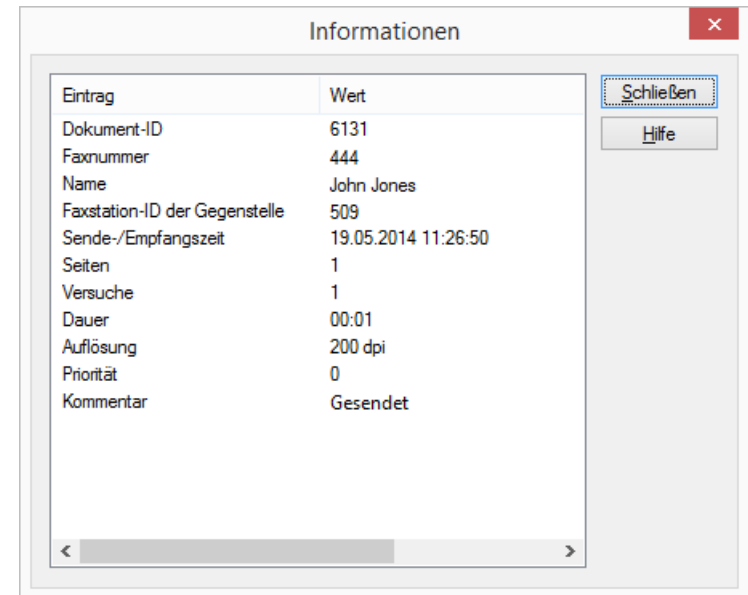 Informationen
Eintrag Wert
Dokument-ID 6131
Faxnummer 444
Name John Jones
Faxstation-ID der Gegenstelle 509
Sende-/Empfangszeit 19.05.2014 11:26:50
Seiten 1
Versuche 1
Dauer 00:01
Auflösung 200 dpi
Priorität 0
Kommentar Gesendet
Schließen
Hilfe